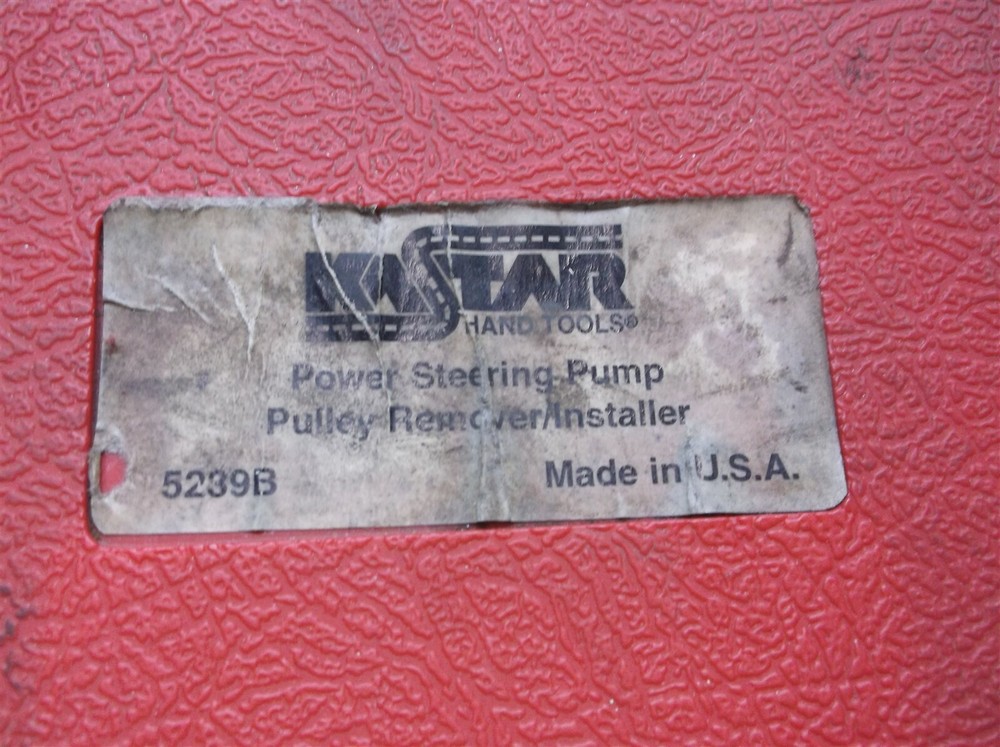 KASTAR
HAND TOOLS®
Power Steering Pump
Pulley Remover/Installer
5239B Made in U.S.A.